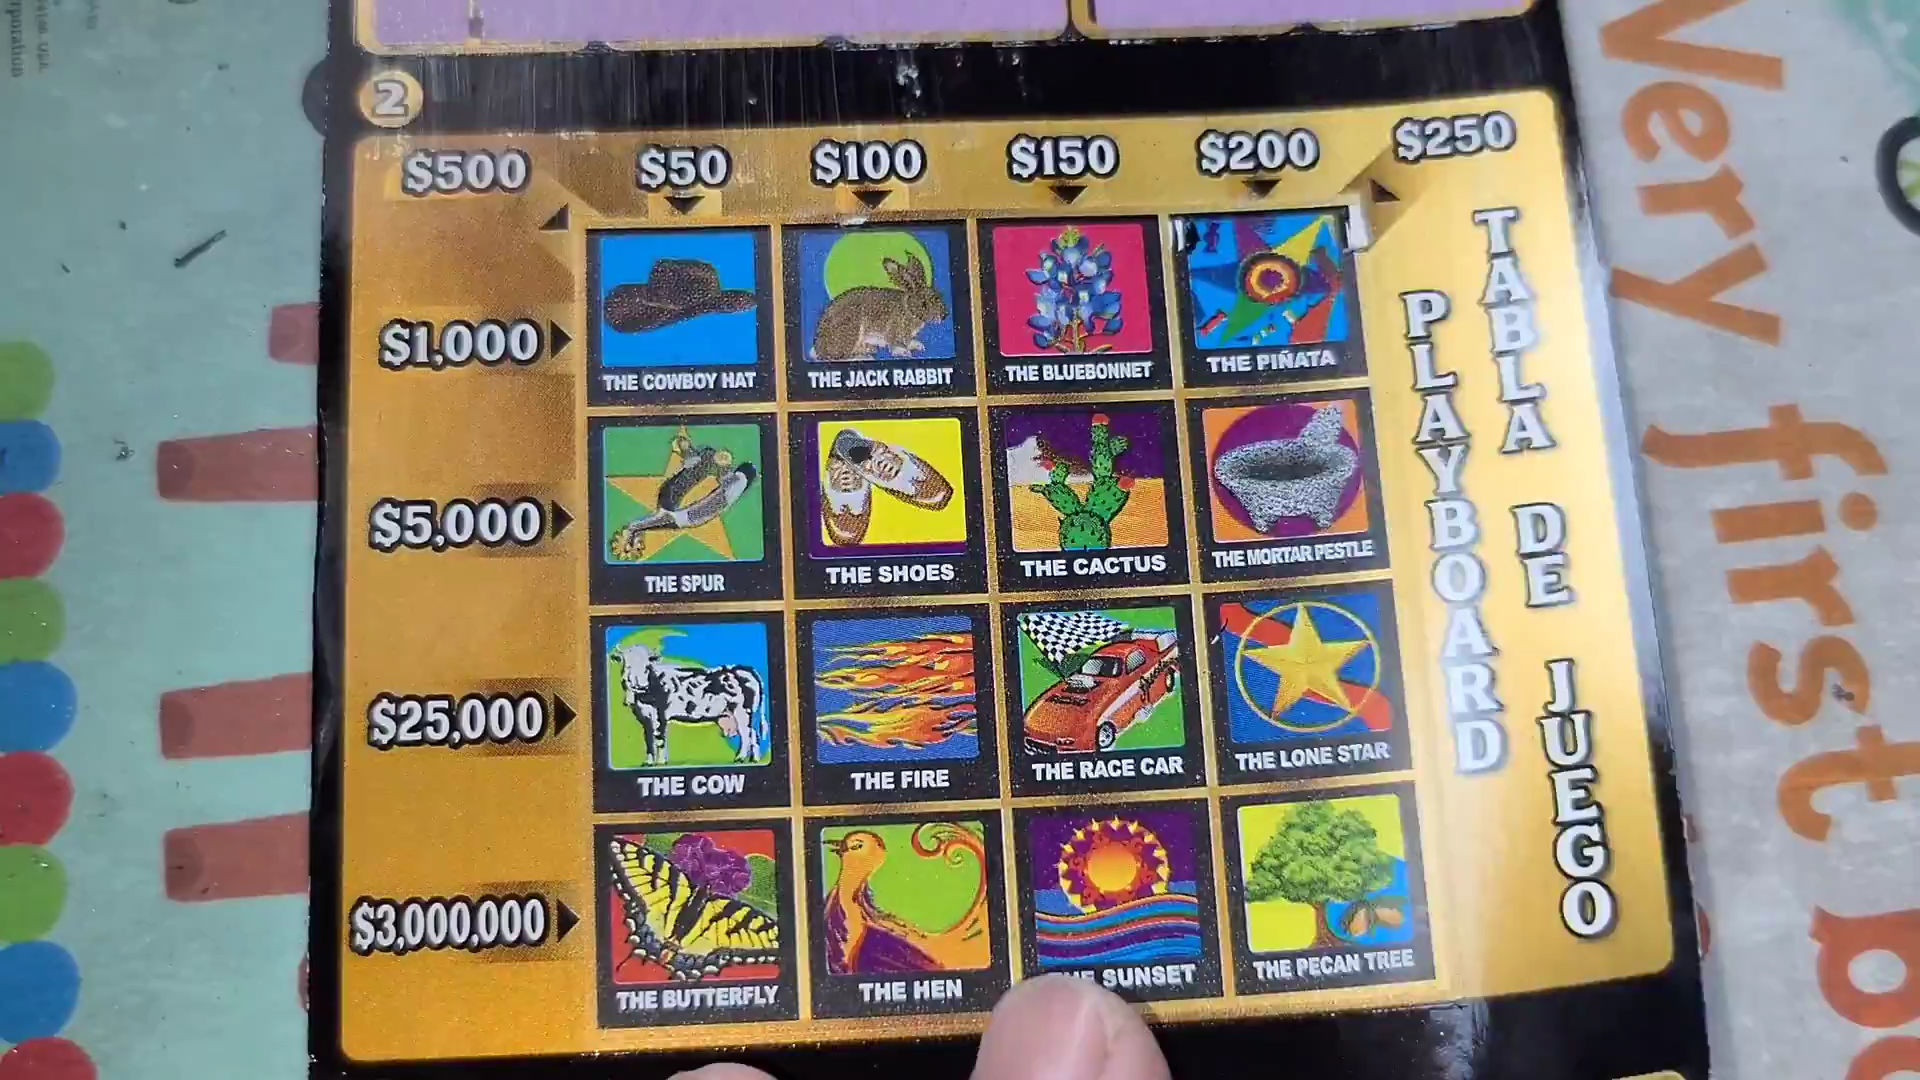 2
$500 $50 $100 $150 $200 $250
$1,000
THE COWBOY HAT THE JACK RABBIT THE BLUEBONNET THE PIÑATA
$5,000
THE SPUR THE SHOES THE CACTUS THE MORTAR PESTLE
$25,000
THE COW THE FIRE THE RACE CAR THE LONE STAR
$3,000,000
THE BUTTERFLY THE HEN SUNSET THE PECAN TREE
PLAYBOARD
TABLA DE JUEGO
Very first